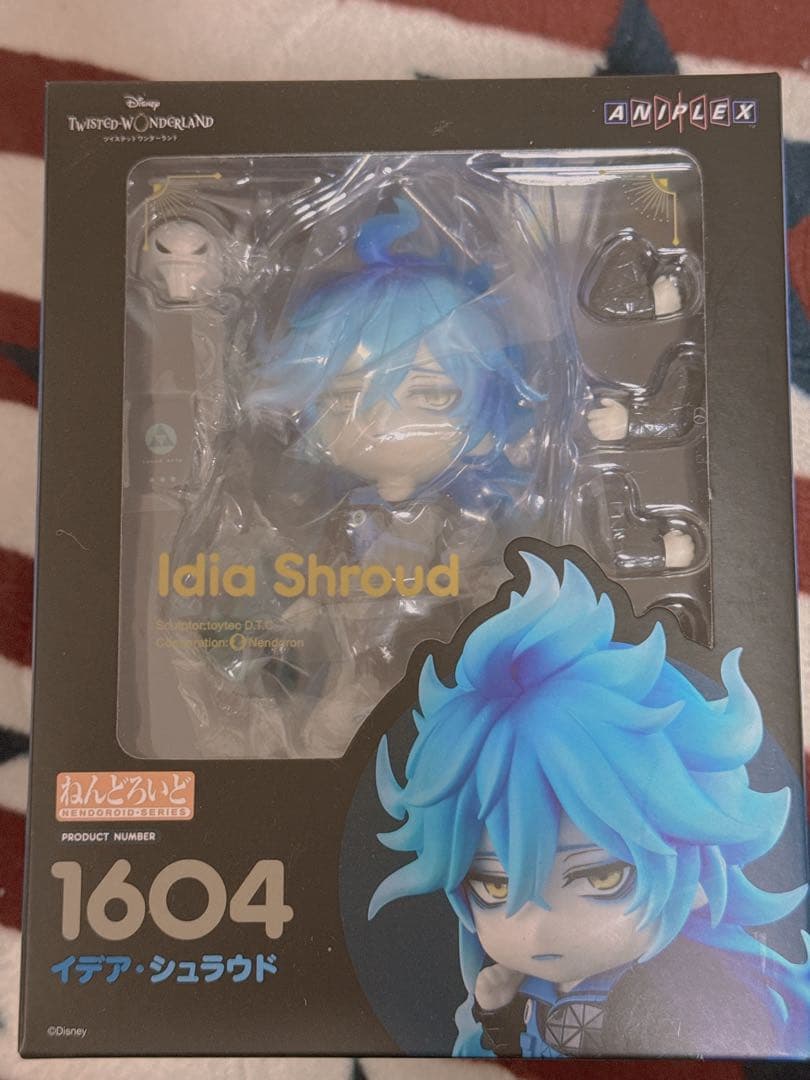 Disney
TWISTED-WONDERLAND
ツイステッドワンダーランド
ANIPLEX
Idia Shroud
Sculptor:toytec D.T.C
Cooperation: Nendoron
ねんどろいど
NENDOROID・SERIES
PRODUCT NUMBER
1604
イデア・シュラウド
©Disney